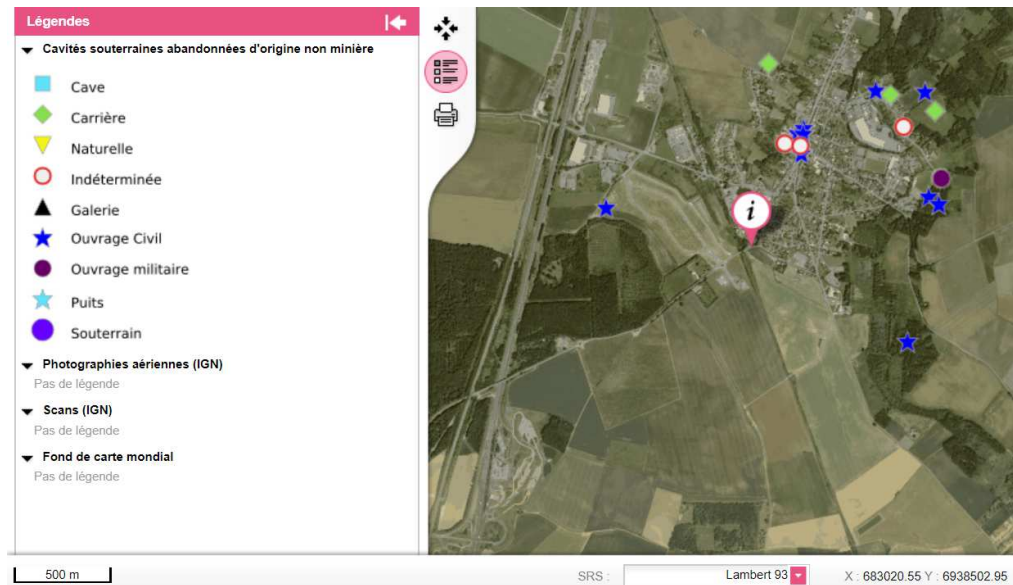 Légendes
Cavités souterraines abandonnées d'origine non minière
Cave
Carrière
Naturelle
Indéterminée
Galerie
Ouvrage Civil
Ouvrage militaire
Puits
Souterrain
Photographies aériennes (IGN)
Pas de légende
Scans (IGN)
Pas de légende
Fond de carte mondial
Pas de légende
i
500 m
SRS :
Lambert 93
X : 683020.55 Y : 6938502.95